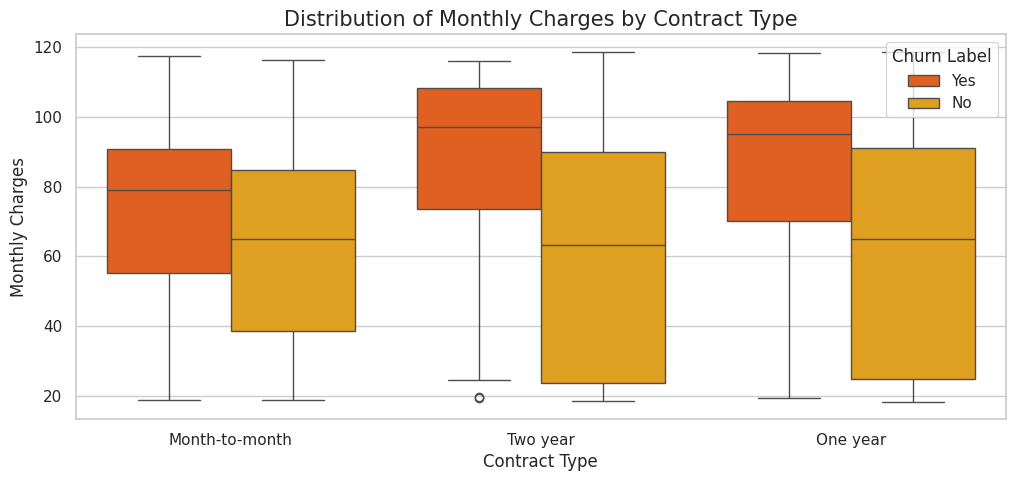 Distribution of Monthly Charges by Contract Type
Monthly Charges
120
100
80
60
40
20
Churn Label
Yes
No
Month-to-month
Two year
One year
Contract Type